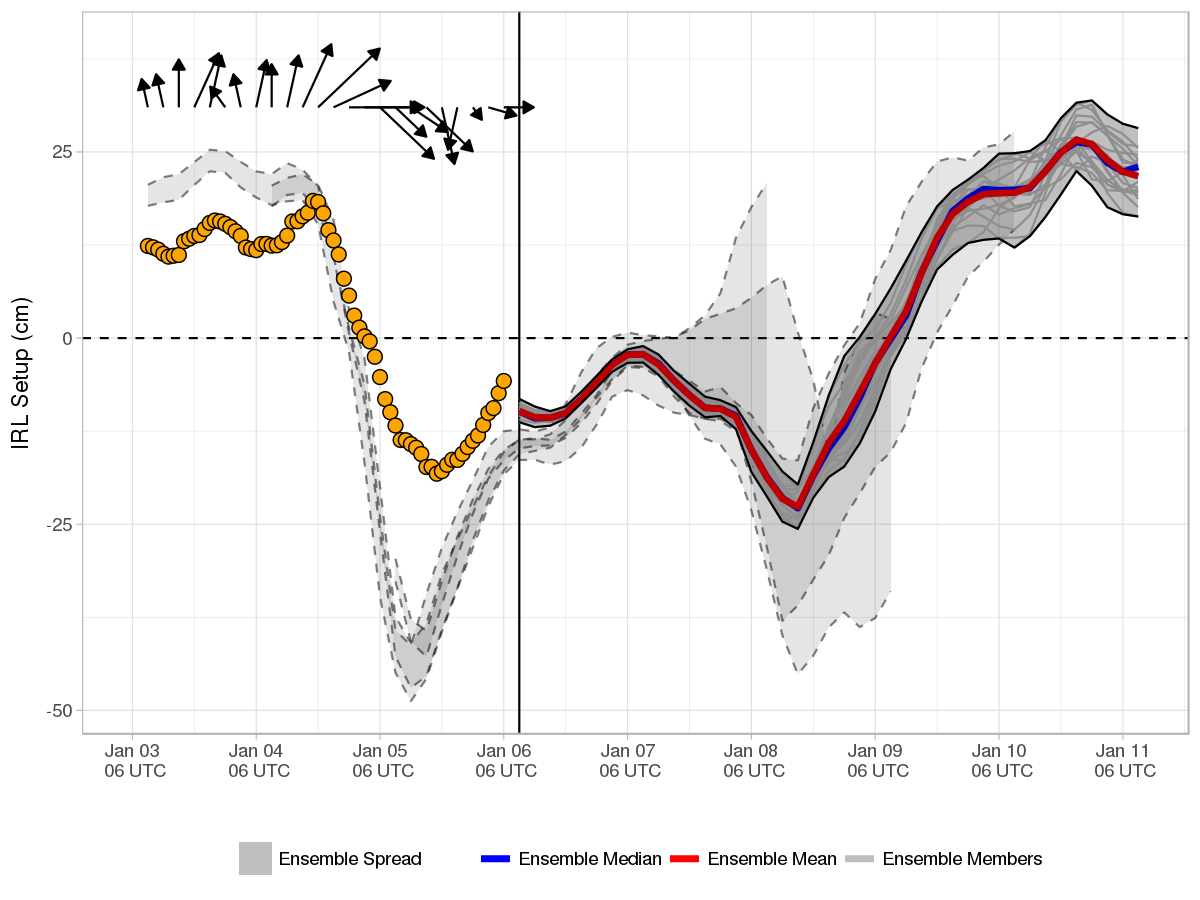 IRL Setup (cm)
25
0
-25
-50
Jan 03 Jan 04 Jan 05 Jan 06 Jan 07 Jan 08 Jan 09 Jan 10 Jan 11
06 UTC 06 UTC 06 UTC 06 UTC 06 UTC 06 UTC 06 UTC 06 UTC 06 UTC
Ensemble Spread Ensemble Median Ensemble Mean Ensemble Members